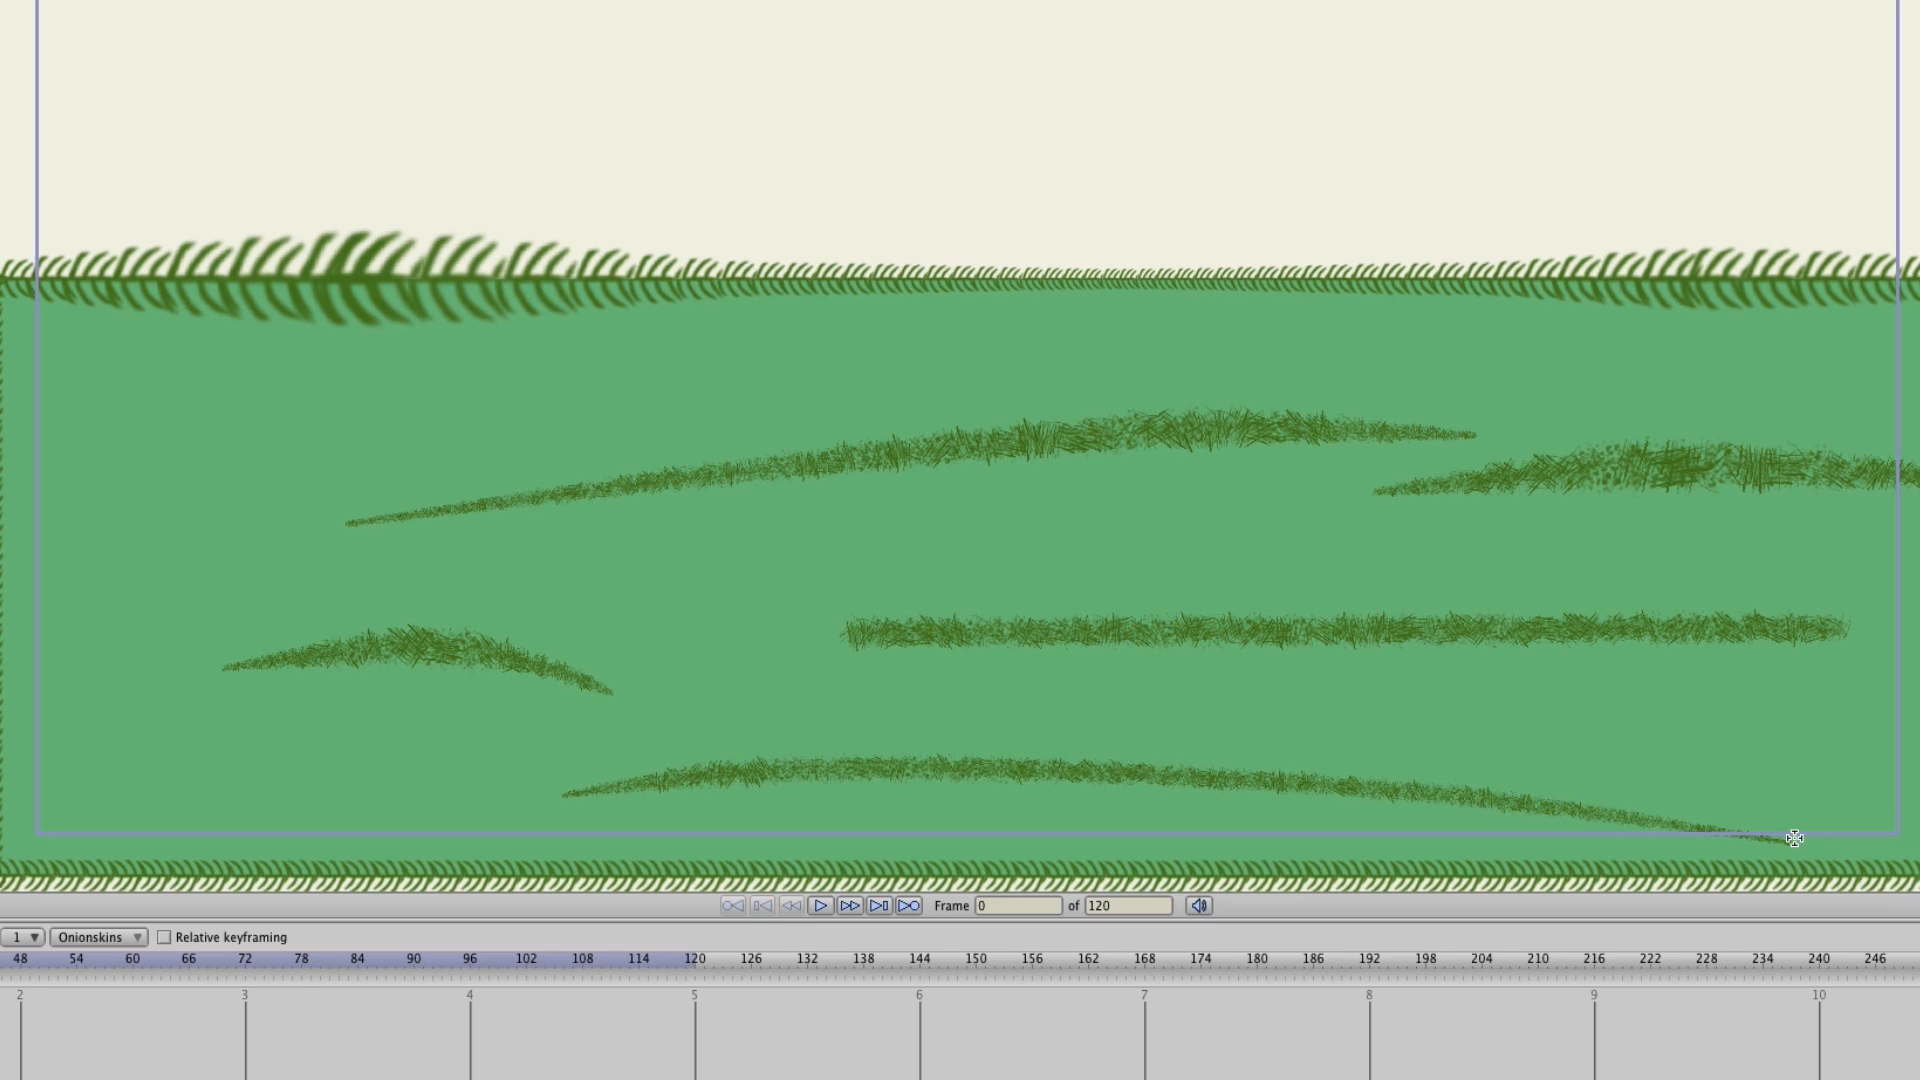 Frame 0 of 120
1 Onionskins Relative keyframing
48 54 60 66 72 78 84 90 96 102 108 114 120 126 132 138 144 150 156 162 168 174 180 186 192 198 204 210 216 222 228 234 240 246
2 3 4 5 6 7 8 9 10